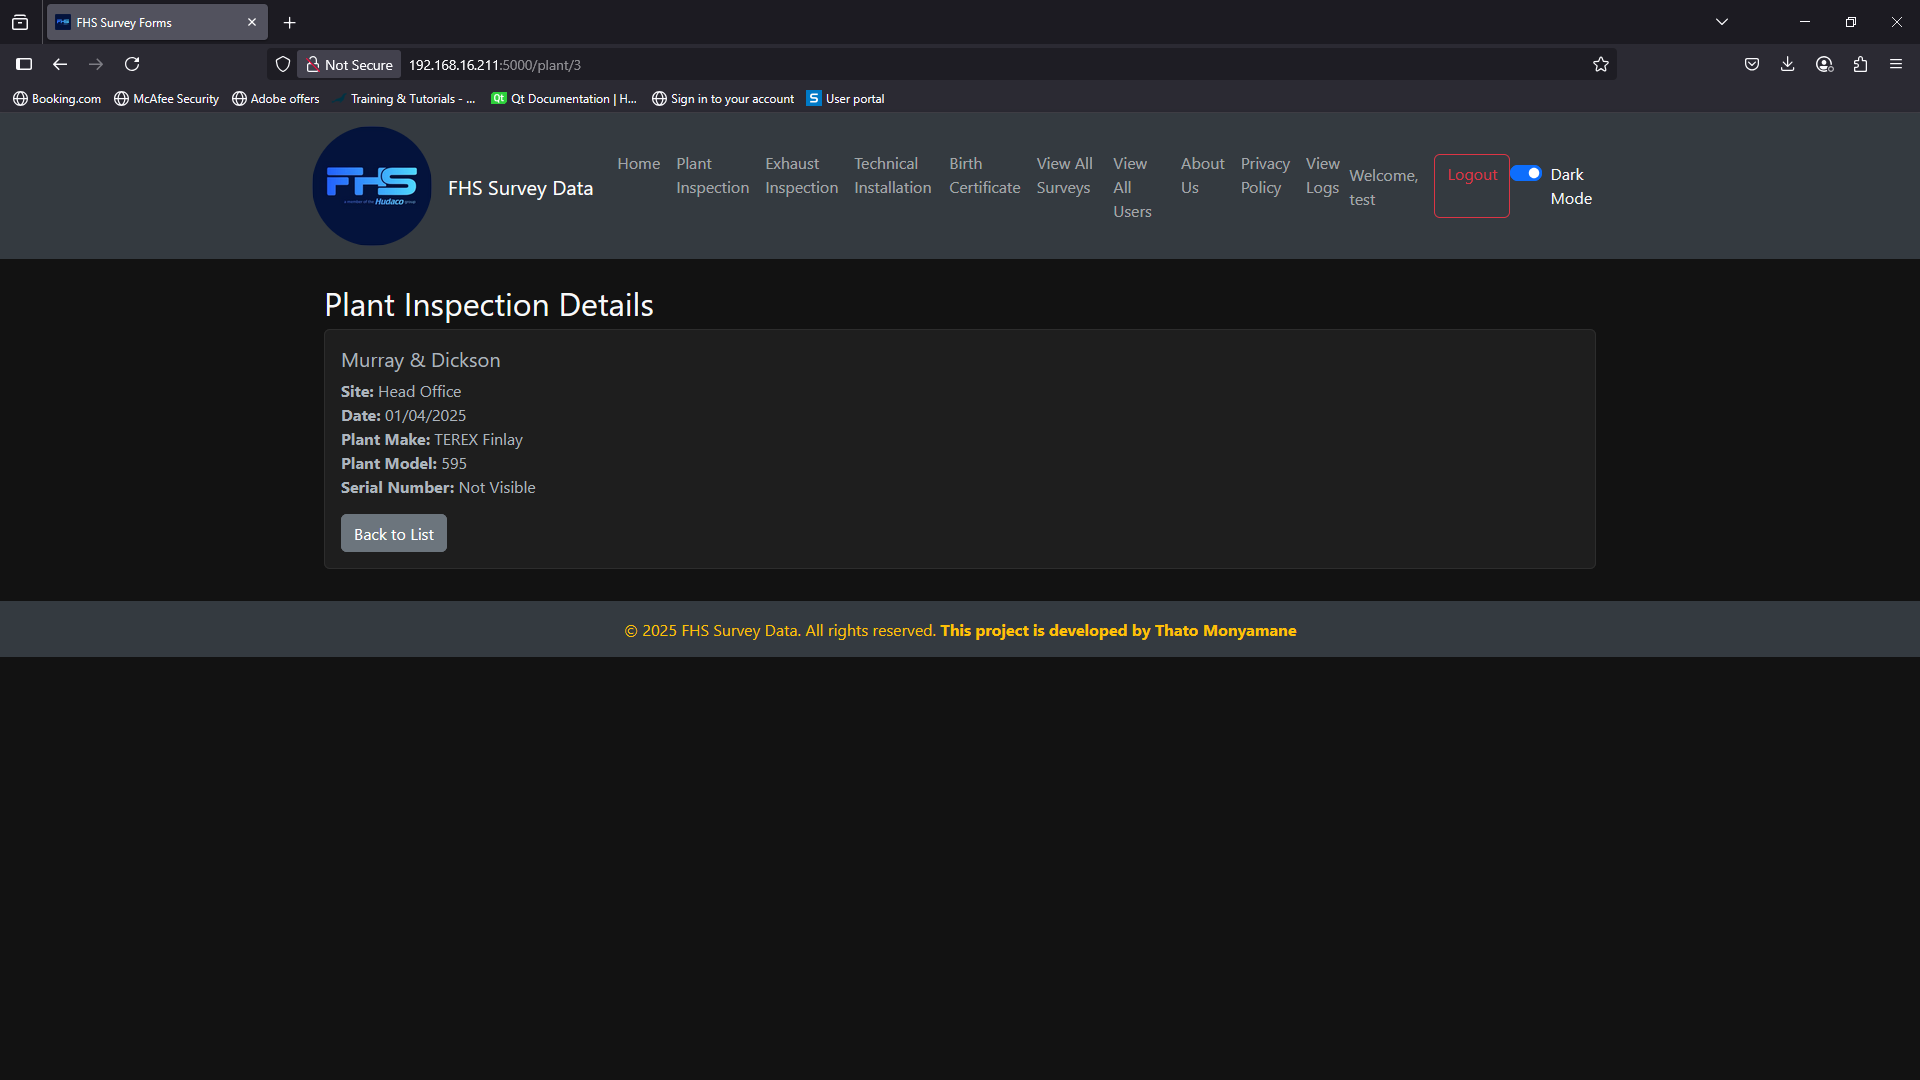 FHS Survey Forms
Not Secure
192.168.16.211:5000/plant/3
Booking.com
McAfee Security
Adobe offers
Training & Tutorials - ...
Qt Documentation | H...
Sign in to your account
User portal
FHS
a member of the Hudaco group
FHS Survey Data
Home
Plant
Inspection
Exhaust
Inspection
Technical
Installation
Birth
Certificate
View All
Surveys
View
All
Users
About
Us
Privacy
Policy
View
Logs
Welcome,
test
Logout
Dark
Mode
Plant Inspection Details
Murray & Dickson
Site: Head Office
Date: 01/04/2025
Plant Make: TEREX Finlay
Plant Model: 595
Serial Number: Not Visible
Back to List
© 2025 FHS Survey Data. All rights reserved. This project is developed by Thato Monyamane